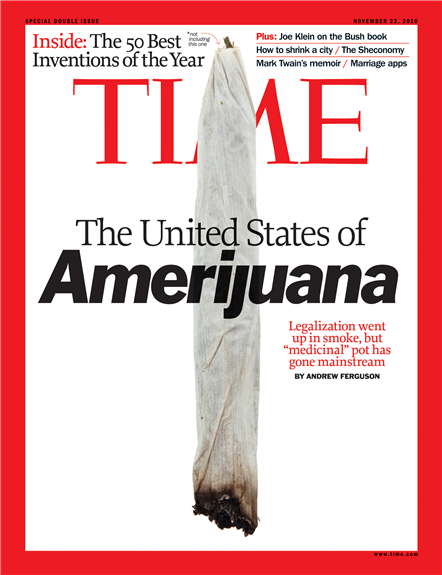 SPECIAL DOUBLE ISSUE
NOVEMBER 22, 2010
Inside: The 50 Best
Inventions of the Year
*not
including
this one
Plus: Joe Klein on the Bush book
How to shrink a city / The Sheconomy
Mark Twain's memoir / Marriage apps
TIME
The United States of
Amerijuana
Legalization went
up in smoke, but
“medicinal” pot has
gone mainstream
BY ANDREW FERGUSON
www.time.com